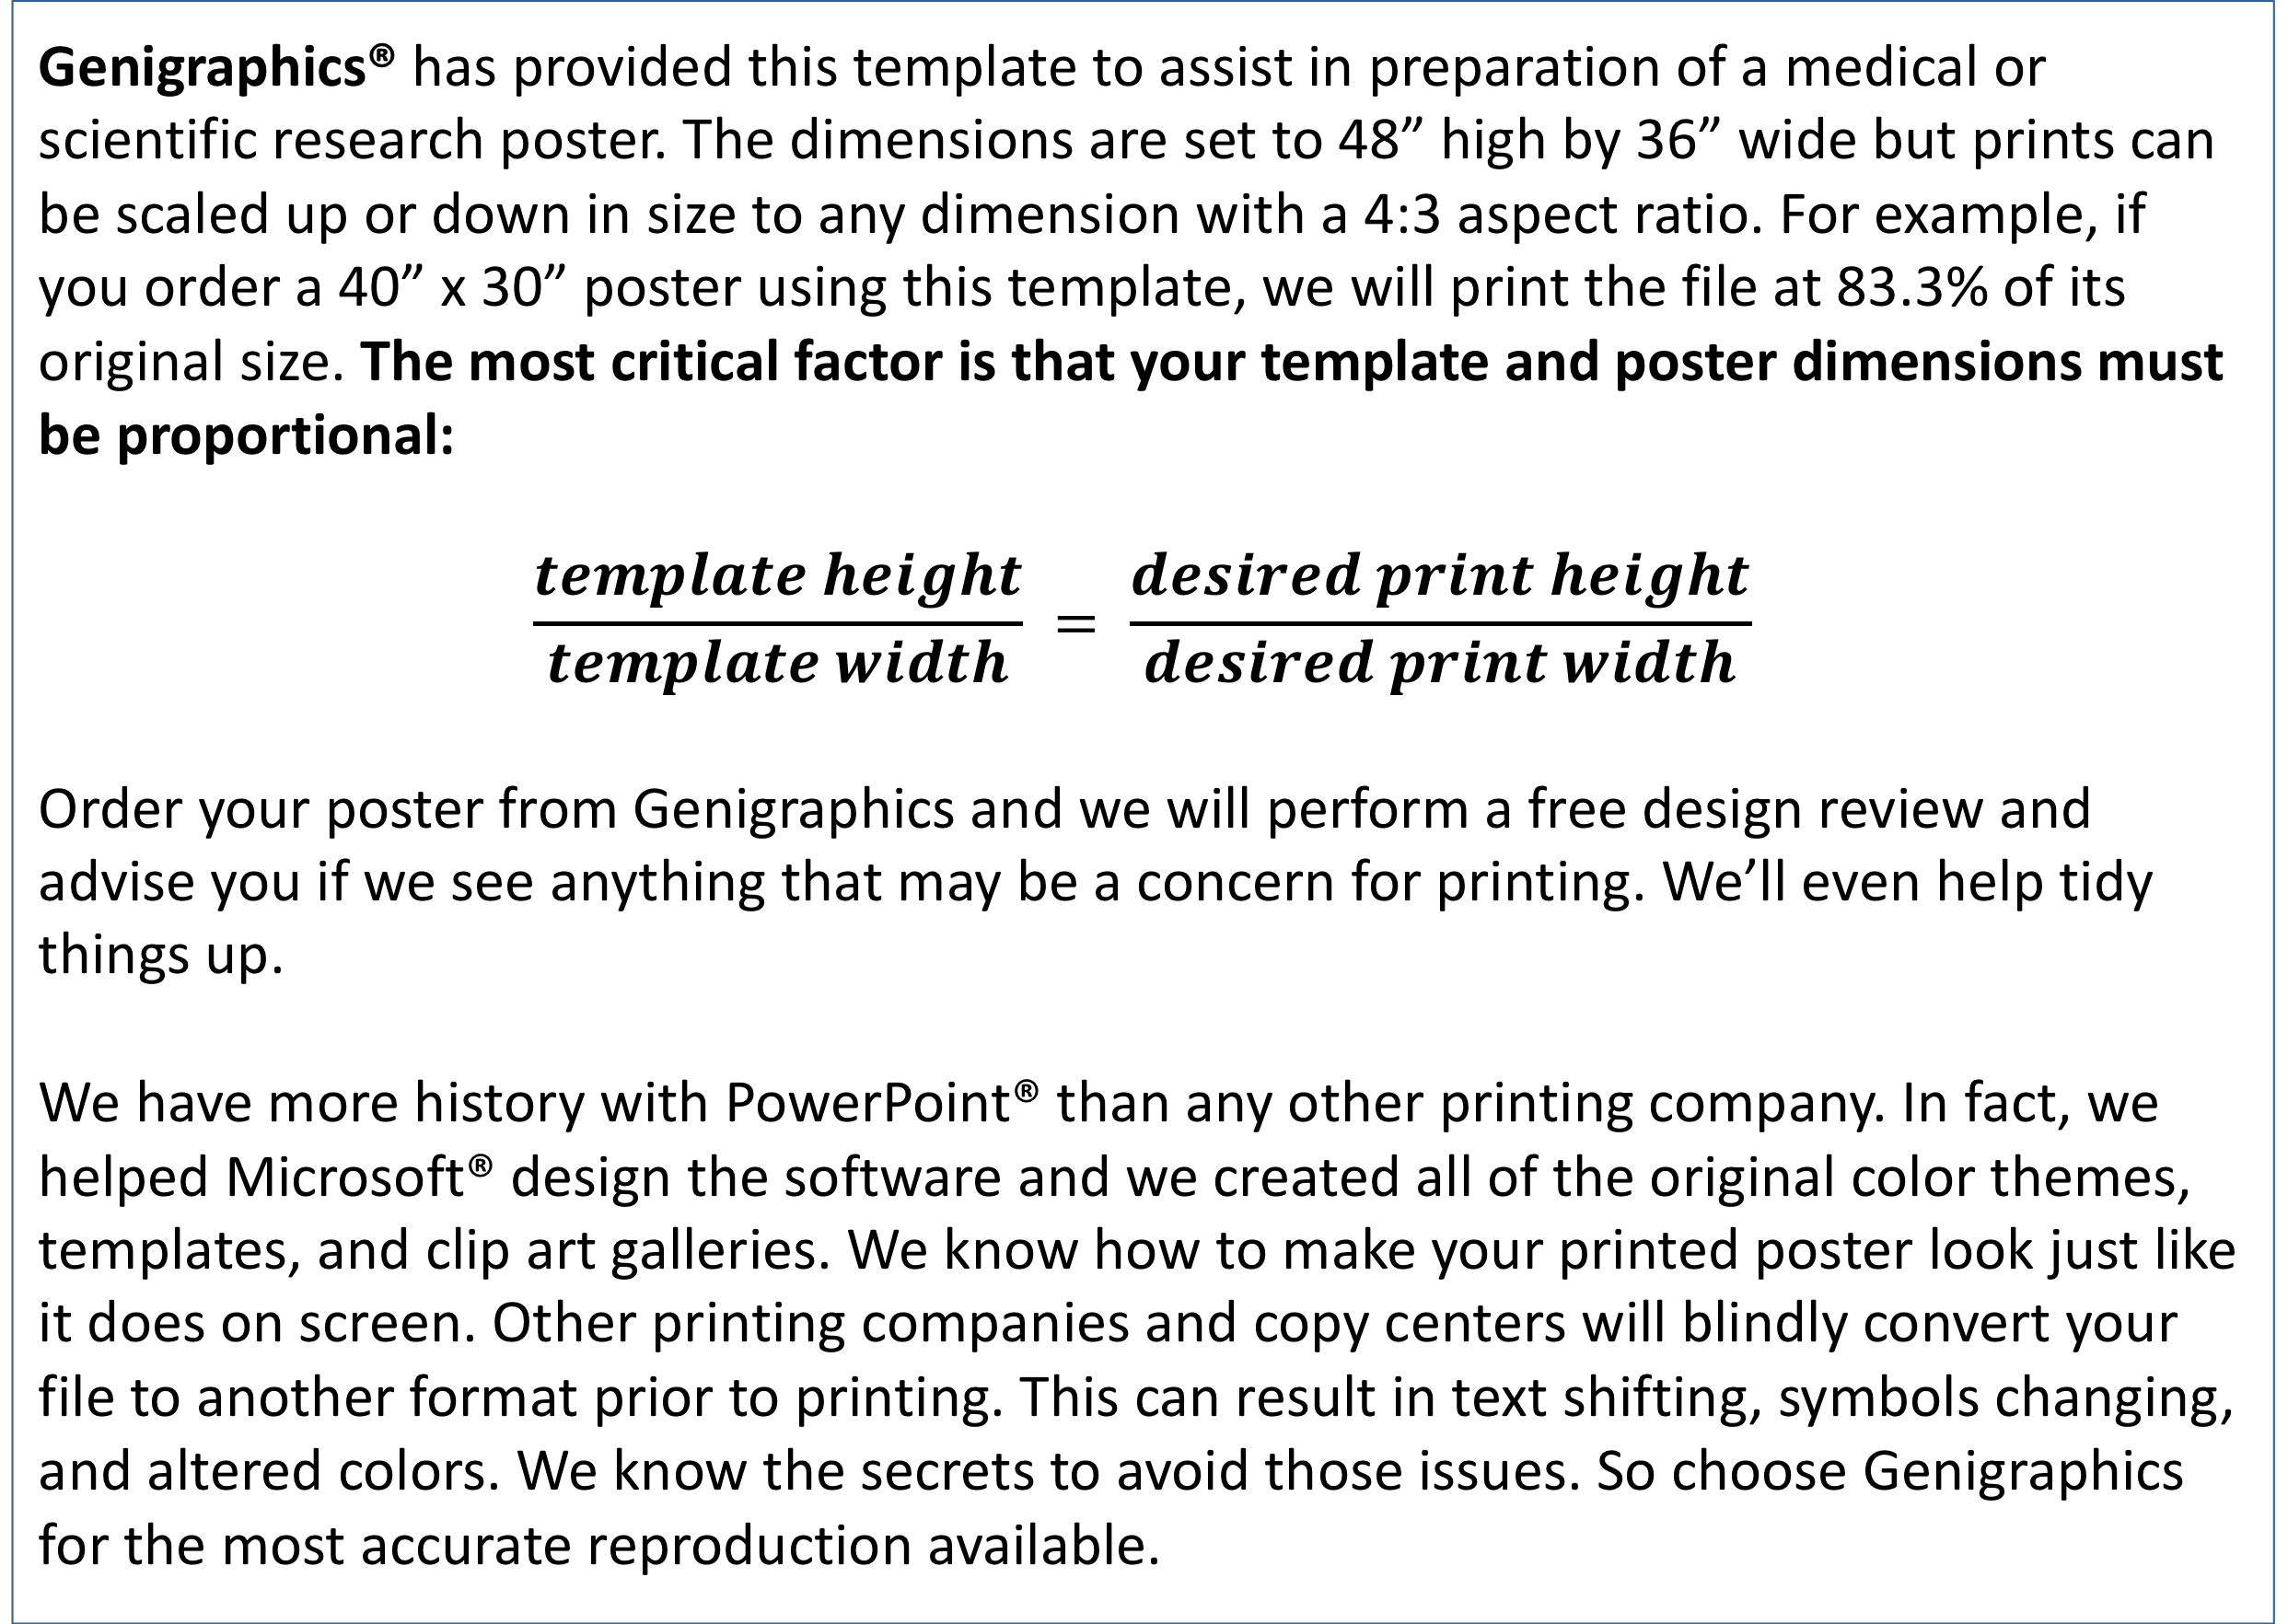 Genigraphics® has provided this template to assist in preparation of a medical or
scientific research poster. The dimensions are set to 48” high by 36” wide but prints can
be scaled up or down in size to any dimension with a 4:3 aspect ratio. For example, if
you order a 40” x 30” poster using this template, we will print the file at 83.3% of its
original size. The most critical factor is that your template and poster dimensions must
be proportional:
template height / template width = desired print height / desired print width
Order your poster from Genigraphics and we will perform a free design review and
advise you if we see anything that may be a concern for printing. We’ll even help tidy
things up.
We have more history with PowerPoint® than any other printing company. In fact, we
helped Microsoft® design the software and we created all of the original color themes,
templates, and clip art galleries. We know how to make your printed poster look just like
it does on screen. Other printing companies and copy centers will blindly convert your
file to another format prior to printing. This can result in text shifting, symbols changing,
and altered colors. We know the secrets to avoid those issues. So choose Genigraphics
for the most accurate reproduction available.